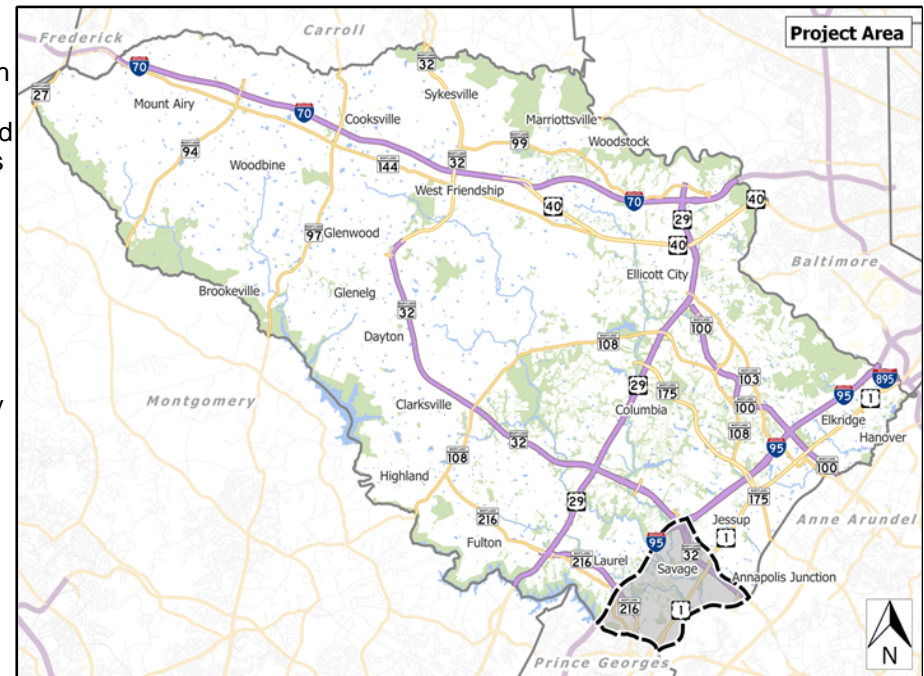 Project Area
Frederick
Carroll
32
70
27
Sykesville
Mount Airy
70
Cooksville
Marriottsville
94
99
Woodstock
Woodbine
144
32
West Friendship
40
70
40
29
97
Glenwood
40
Baltimore
Ellicott City
Brookeville
Glenelg
32
100
Dayton
108
103
895
29
175
95
1
Montgomery
Columbia
100
Elkridge
Clarksville
108
Hanover
32
95
108
100
Highland
175
29
216
Jessup
Anne Arundel
Fulton
95
1
32
216
Laurel
Savage
Annapolis Junction
216
1
N
Prince Georges